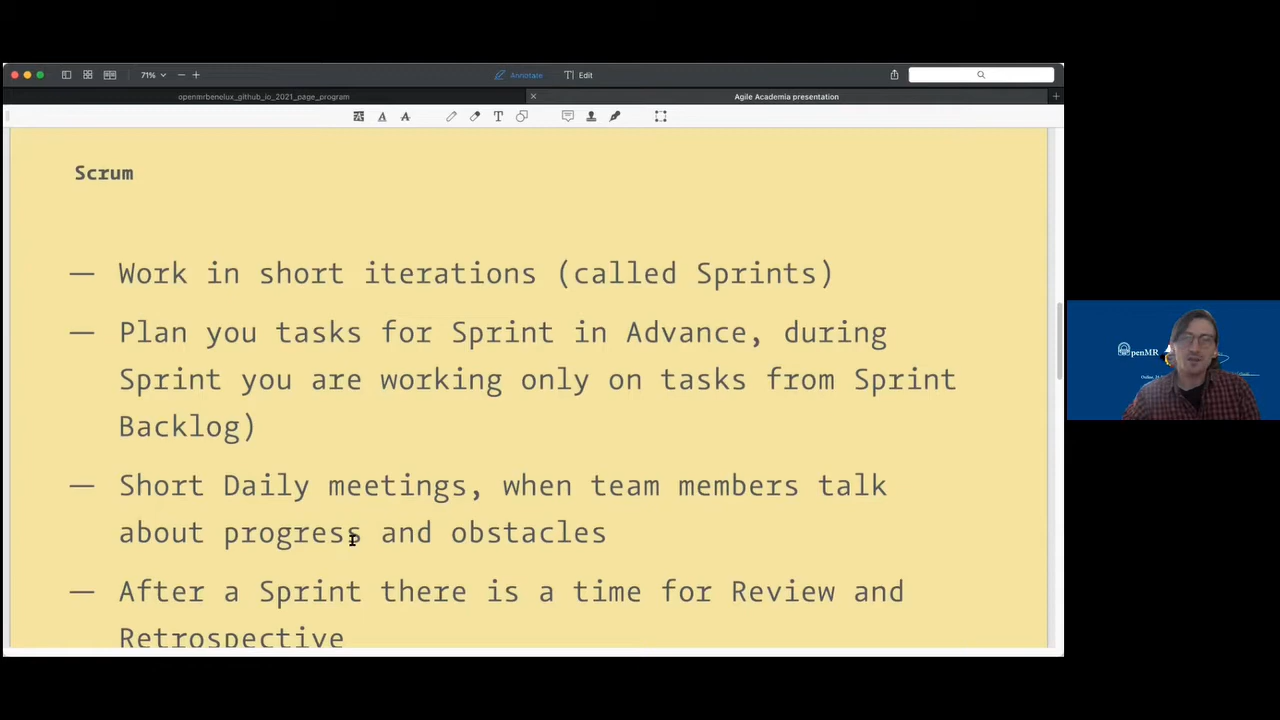 71%
Annotate
Edit
openmrbenelux_github_io_2021_page_program
Agile Academia presentation
Scrum
— Work in short iterations (called Sprints)
— Plan you tasks for Sprint in Advance, during
Sprint you are working only on tasks from Sprint
Backlog)
— Short Daily meetings, when team members talk
about progress and obstacles
— After a Sprint there is a time for Review and
Retrospective
penMR